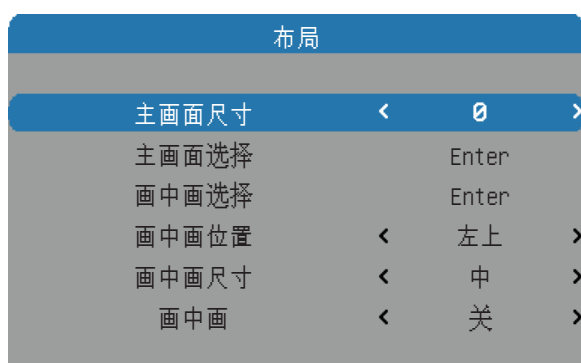 布局
主画面尺寸 < 0 >
主画面选择 Enter
画中画选择 Enter
画中画位置 < 左上 >
画中画尺寸 < 中 >
画中画 < 关 >